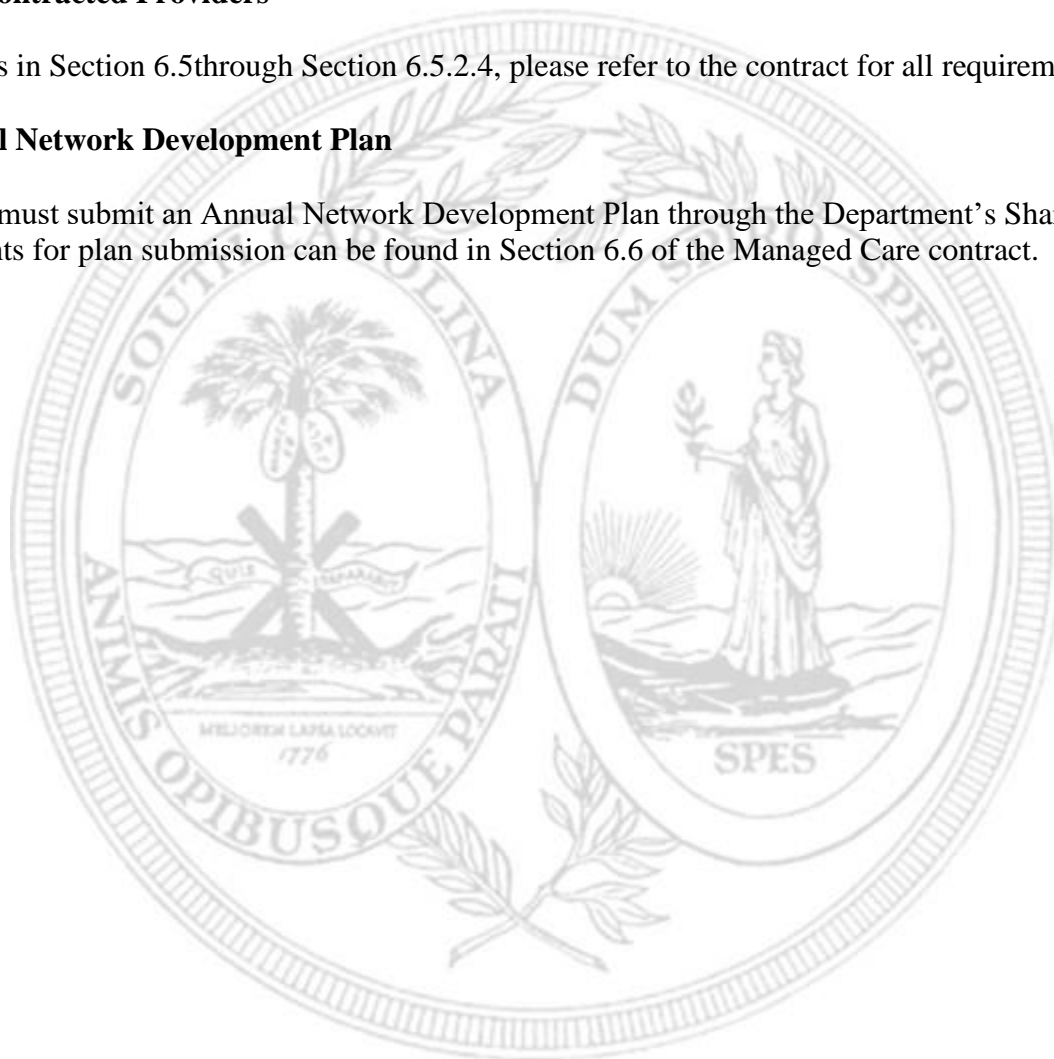 ontracted Providers
s in Section 6.5through Section 6.5.2.4, please refer to the contract for all requirem
l Network Development Plan
must submit an Annual Network Development Plan through the Department’s Sha
nts for plan submission can be found in Section 6.6 of the Managed Care contract.
SOUTH CAROLINA
DUM SPIRO SPERO
QUIS SEPARABIT
ANIMIS OPIBUSQUE PARATI
MELIOREM LAPSA LOCAVIT
1776
SPES